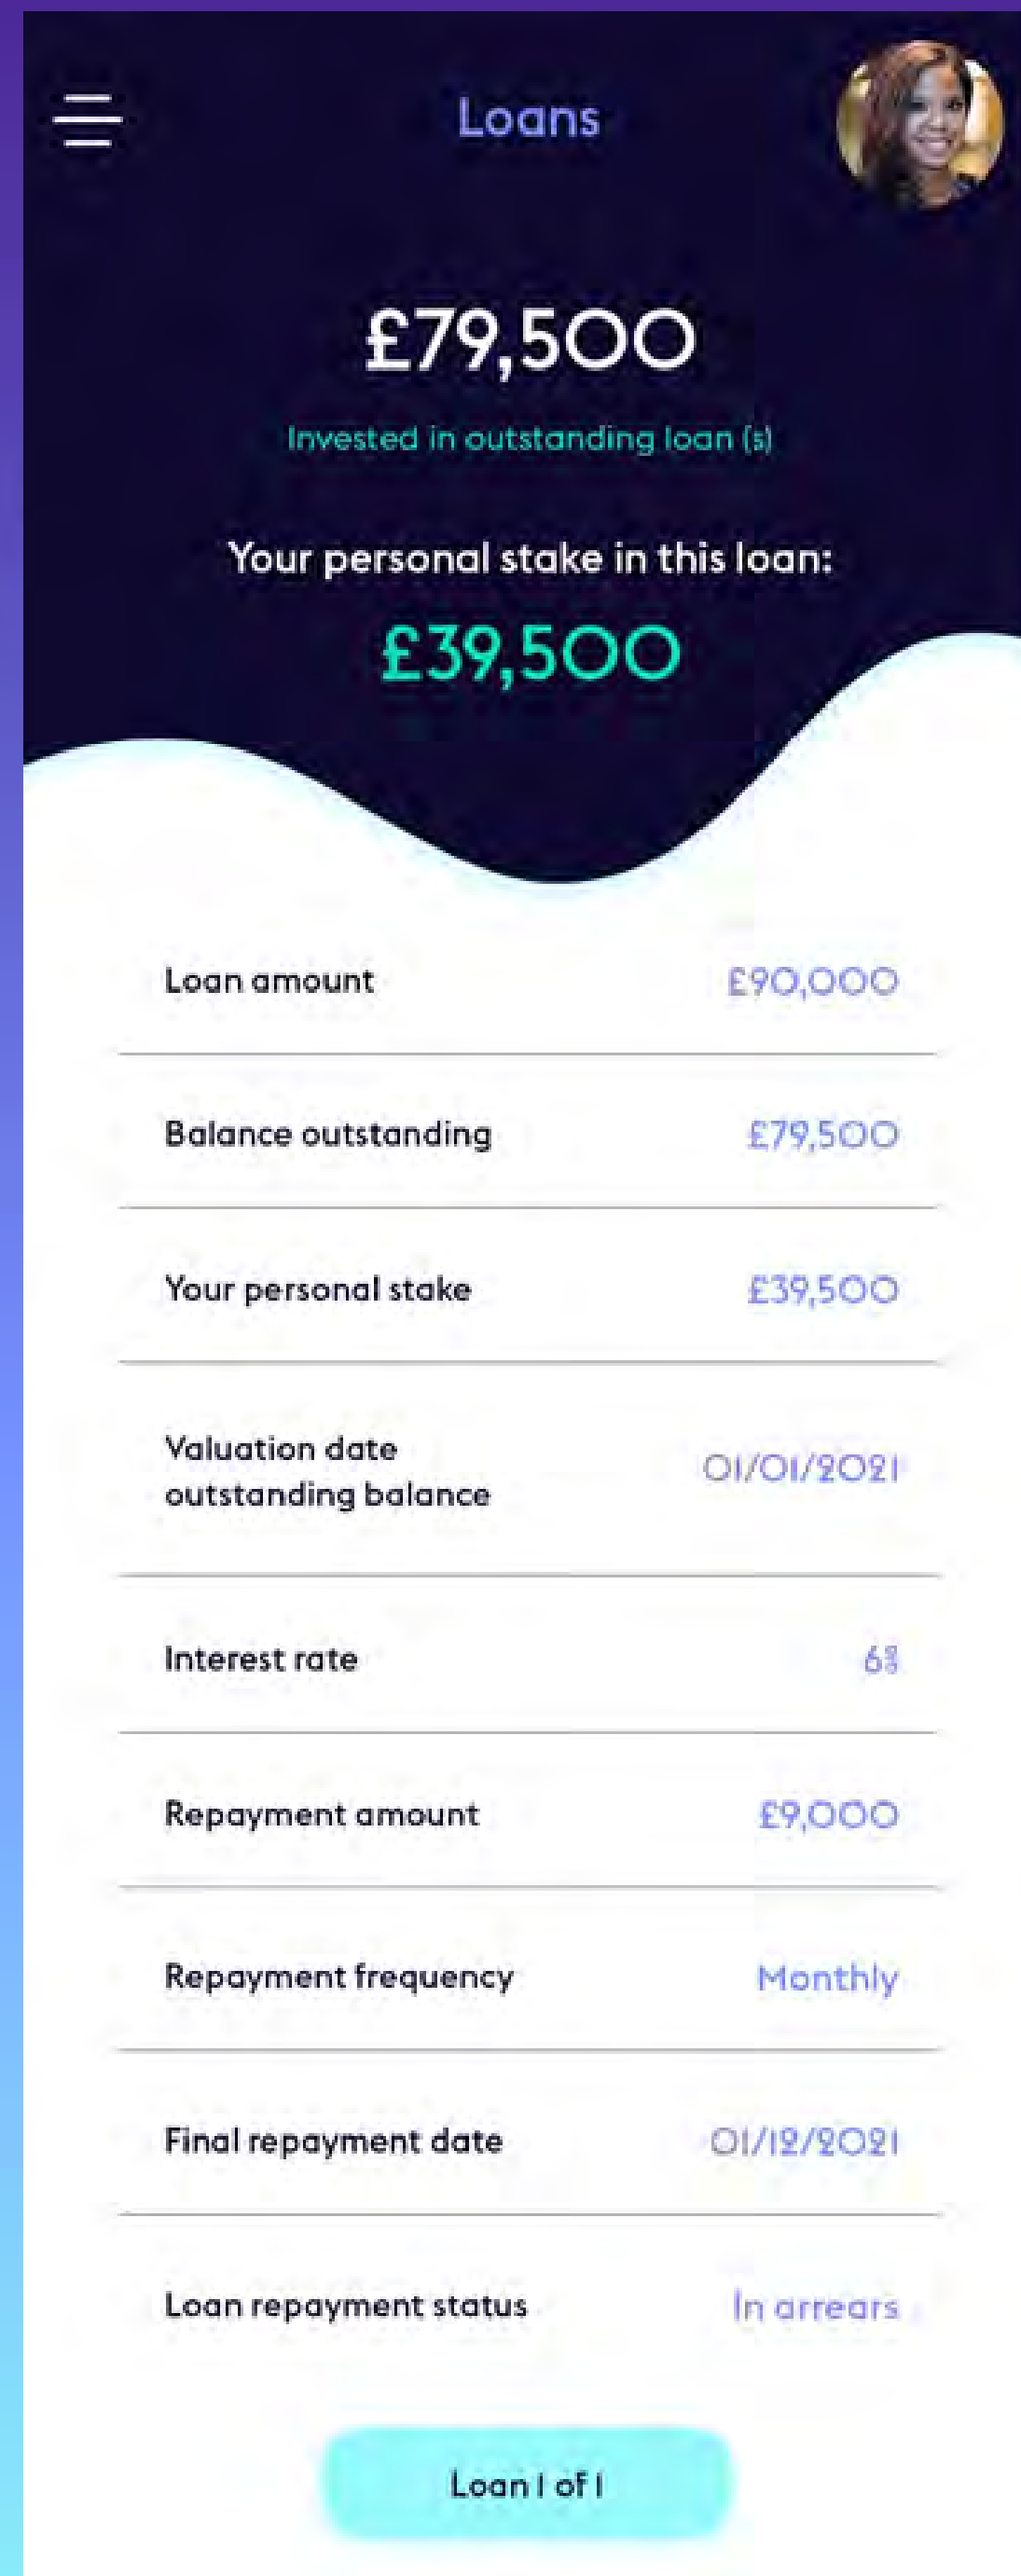 Loans
£79,500
Invested in outstanding loan (s)
Your personal stake in this loan:
£39,500
Loan amount £90,000
Balance outstanding £79,500
Your personal stake £39,500
Valuation date
outstanding balance 01/01/2021
Interest rate 6%
Repayment amount £9,000
Repayment frequency Monthly
Final repayment date 01/12/2021
Loan repayment status In arrears
Loan 1 of 1